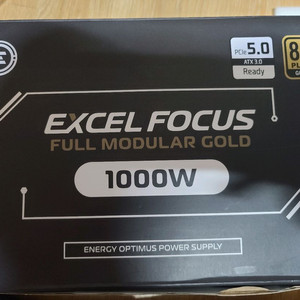 PCIe 5.0
ATX 3.0
Ready
EXCEL FOCUS
FULL MODULAR GOLD
1000W
ENERGY OPTIMUS POWER SUPPLY